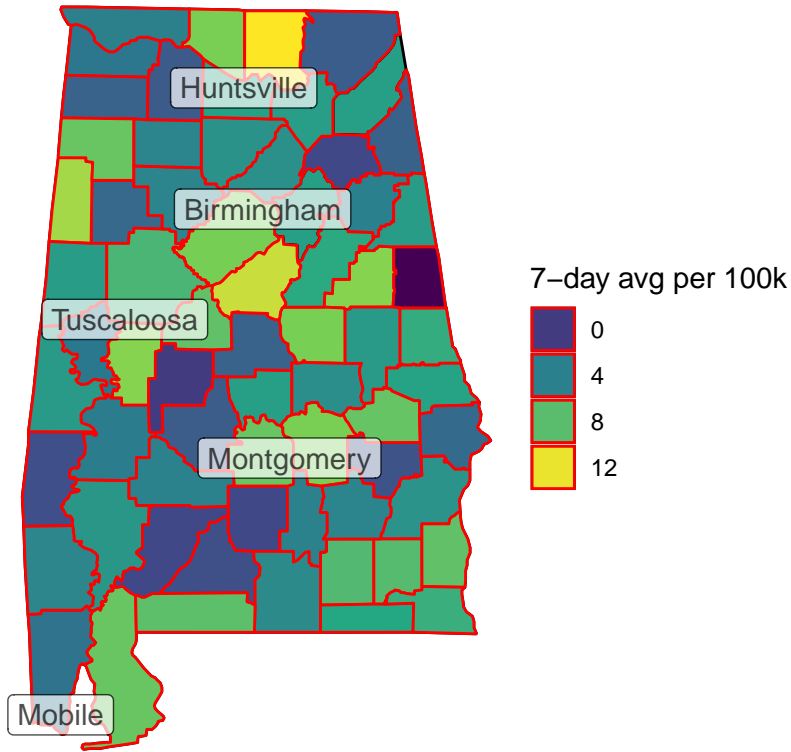 Huntsville
Birmingham
Tuscaloosa
Montgomery
Mobile
7−day avg per 100k
0
4
8
12